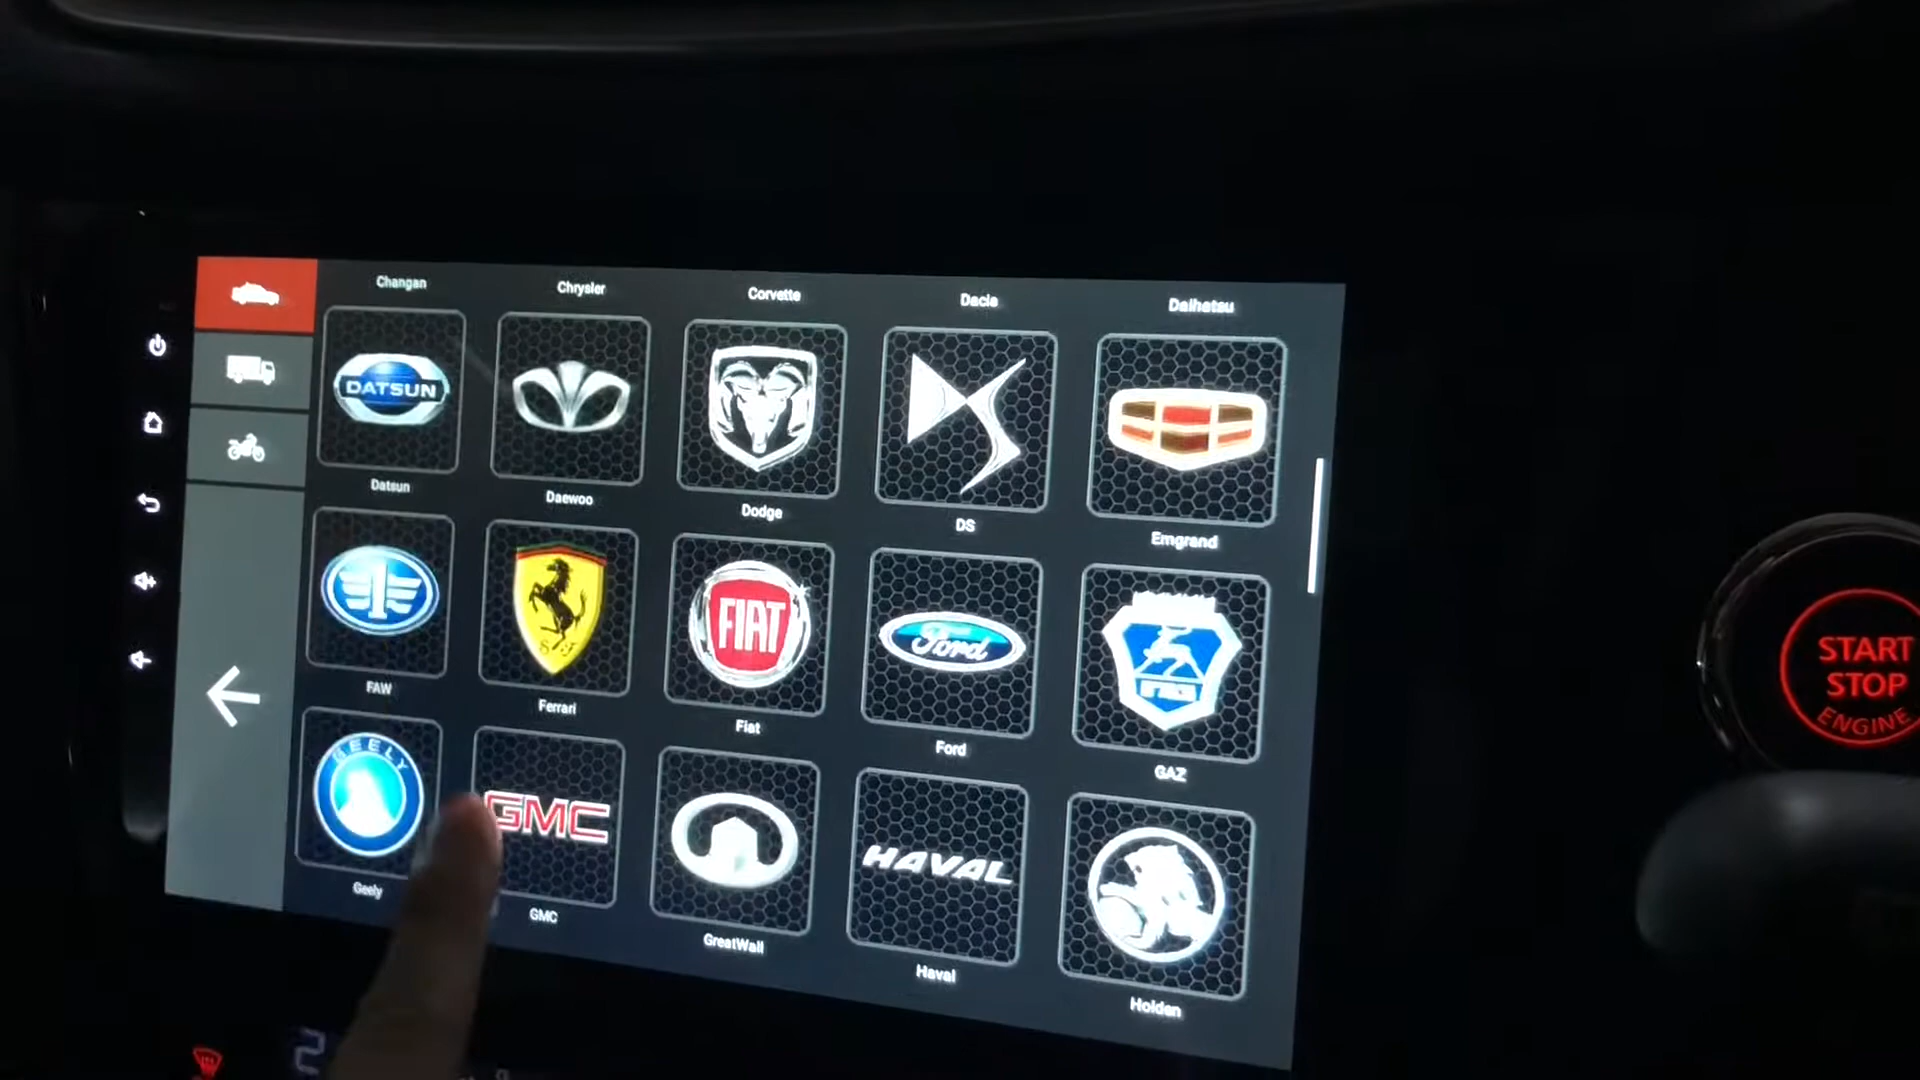 Changan
Chrysler
Corvette
Dacia
Daihatsu
DATSUN
Datsun
Daewoo
Dodge
DS
Emgrand
FAW
Ferrari
FIAT
Fiat
Ford
Ford
GAZ
GEELY
Geely
GMC
GMC
GreatWall
HAVAL
Haval
Holden
START
STOP
ENGINE
2